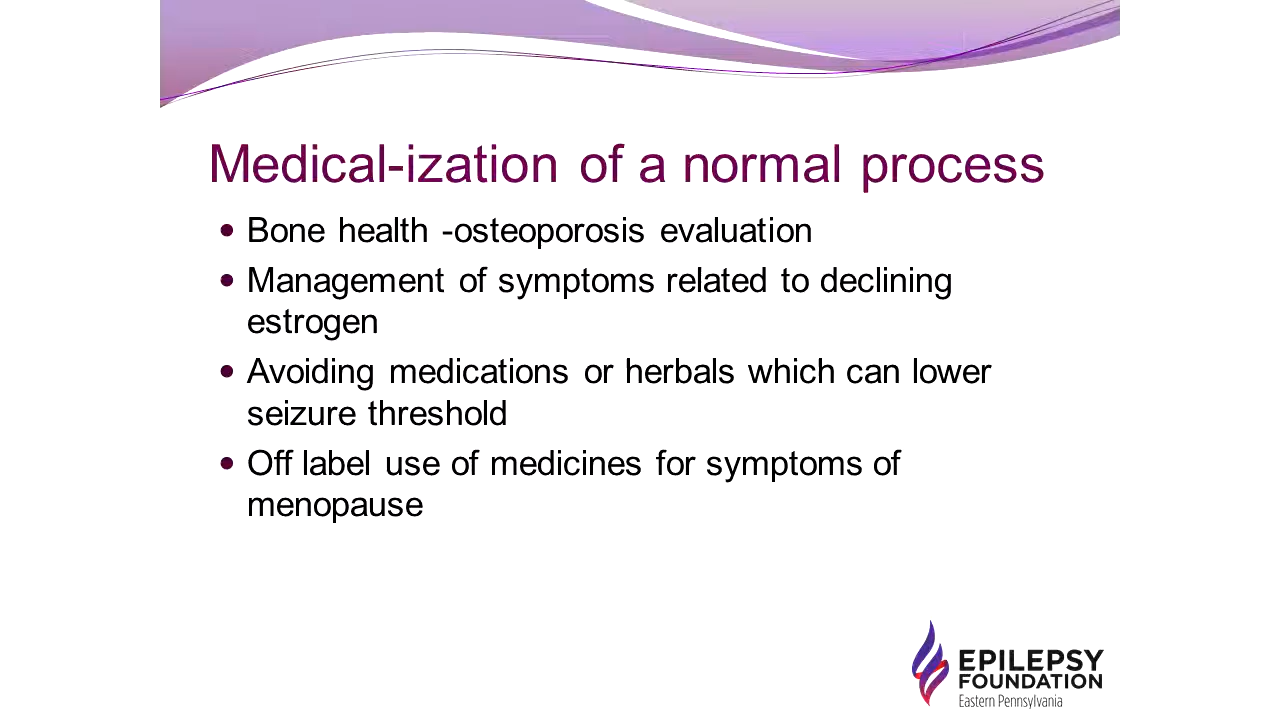 Medical-ization of a normal process
• Bone health -osteoporosis evaluation
• Management of symptoms related to declining
estrogen
• Avoiding medications or herbals which can lower
seizure threshold
• Off label use of medicines for symptoms of
menopause
EPILEPSY
FOUNDATION
Eastern Pennsylvania